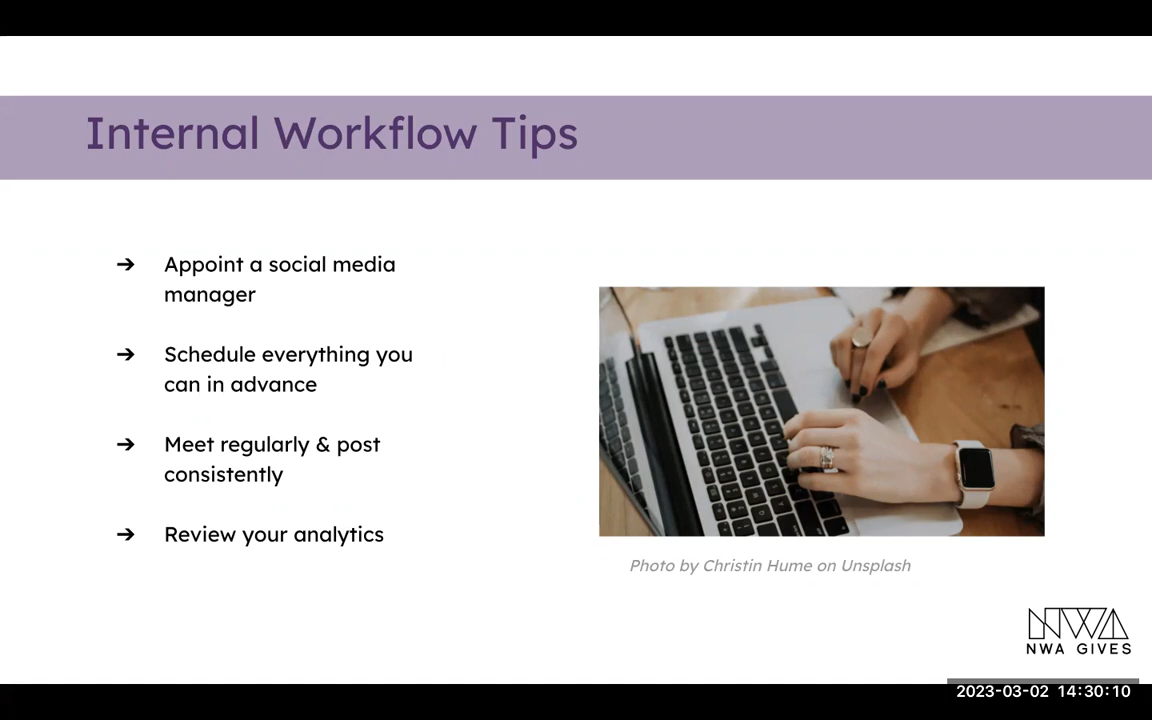 Internal Workflow Tips
➔ Appoint a social media
manager
➔ Schedule everything you
can in advance
➔ Meet regularly & post
consistently
➔ Review your analytics
Photo by Christin Hume on Unsplash
NWA
NWA GIVES
2023-03-02 14:30:10